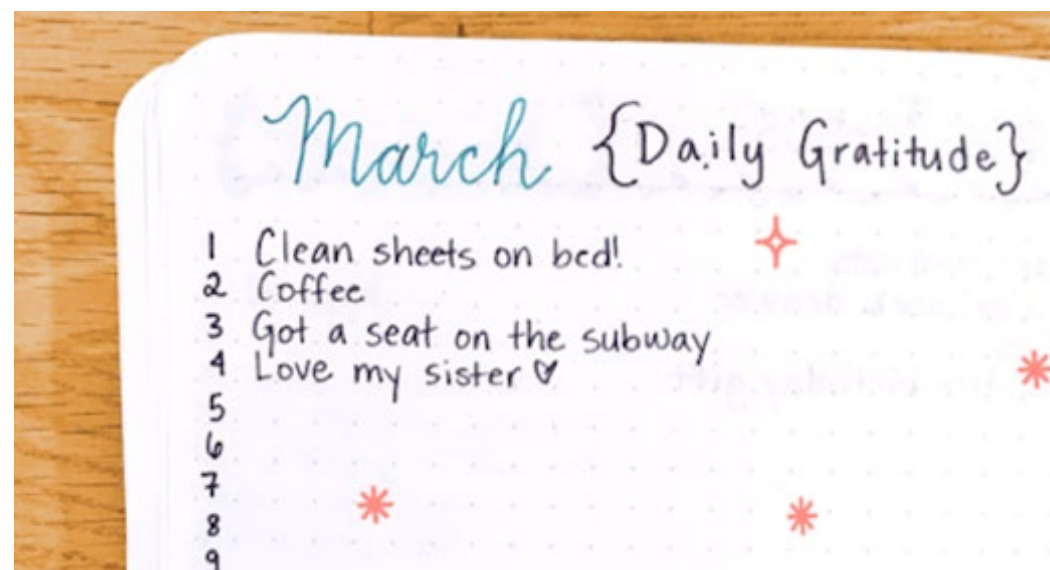 March {Daily Gratitude}
1 Clean sheets on bed!
2 Coffee
3 Got a seat on the subway
4 Love my sister ♡
5
6
7
8
9